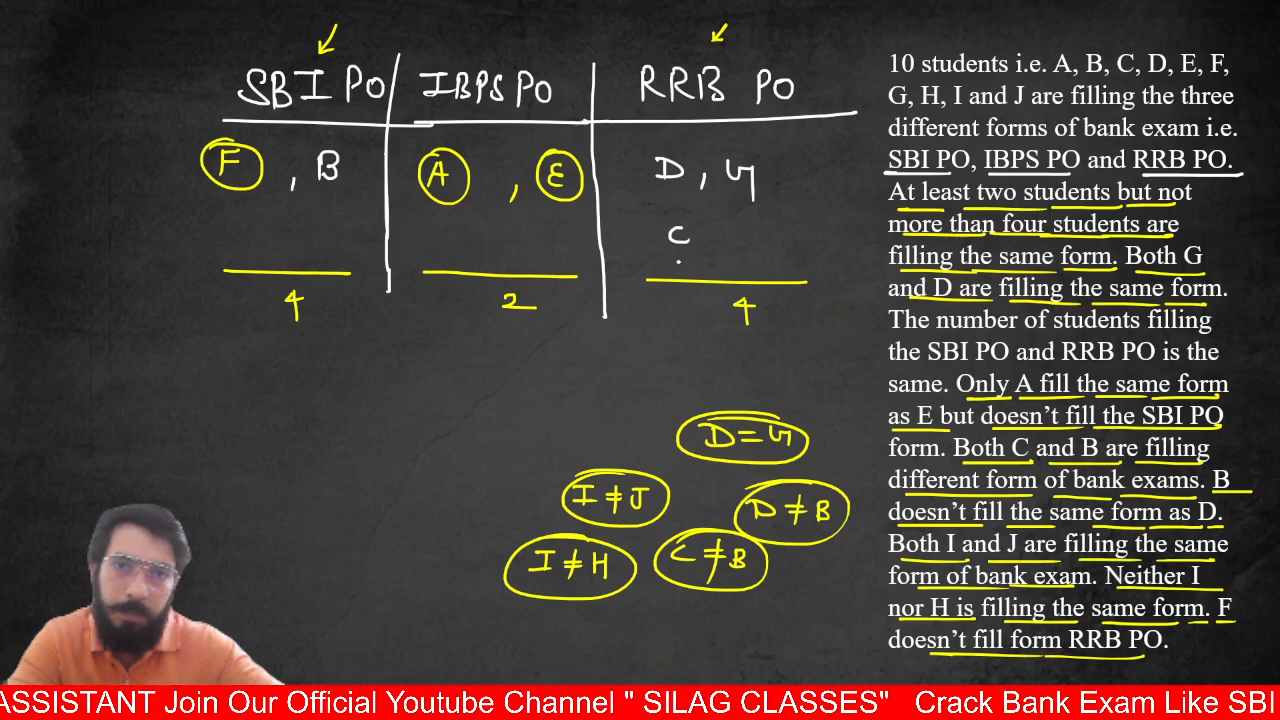 SBI PO IBPS PO RRB PO
F , B A , E D , G
C
4 2 4
D = G
I ≠ J
D ≠ B
I ≠ H
C ≠ B
10 students i.e. A, B, C, D, E, F,
G, H, I and J are filling the three
different forms of bank exam i.e.
SBI PO, IBPS PO and RRB PO.
At least two students but not
more than four students are
filling the same form. Both G
and D are filling the same form.
The number of students filling
the SBI PO and RRB PO is the
same. Only A fill the same form
as E but doesn't fill the SBI PO
form. Both C and B are filling
different form of bank exams. B
doesn't fill the same form as D.
Both I and J are filling the same
form of bank exam. Neither I
nor H is filling the same form. F
doesn't fill form RRB PO.
ASSISTANT Join Our Official Youtube Channel " SILAG CLASSES" Crack Bank Exam Like SBI